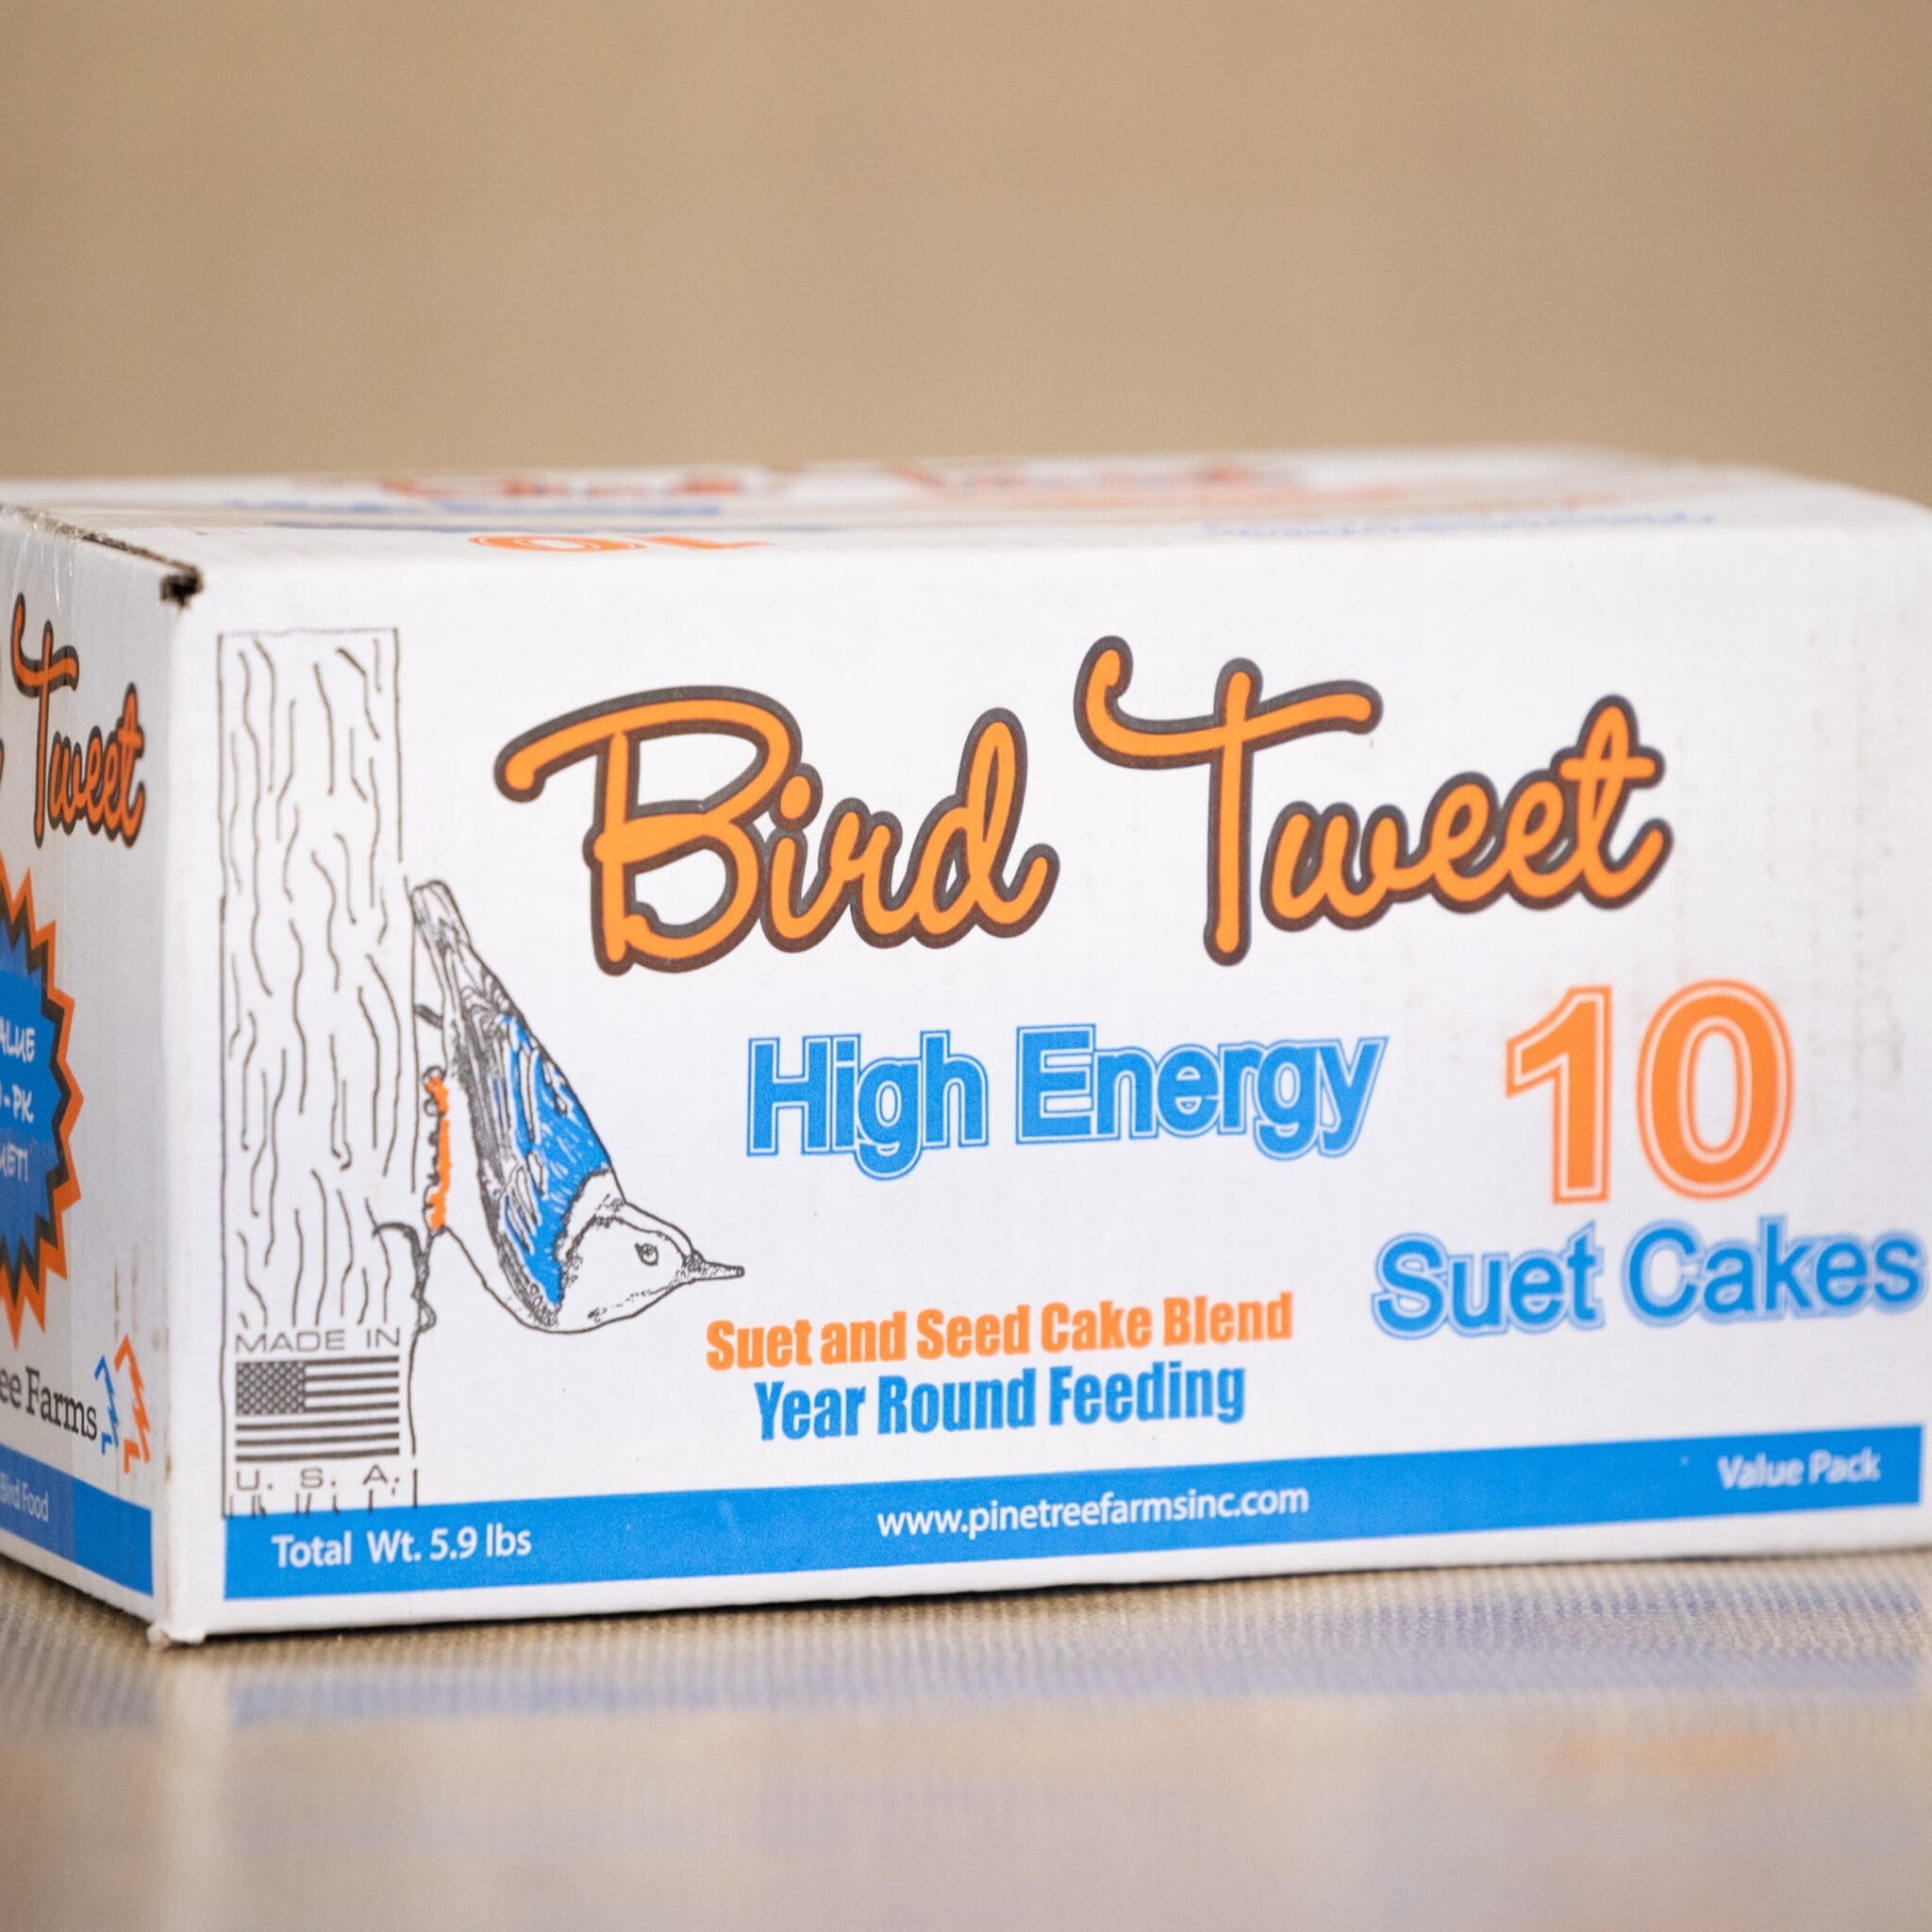 Tweet
ee Farms
Bird Food
Bird Tweet
High Energy
10
Suet Cakes
Suet and Seed Cake Blend
Year Round Feeding
MADE IN
U. S. A.
Total Wt. 5.9 lbs
www.pinetreefarmsinc.com
Value Pack
10